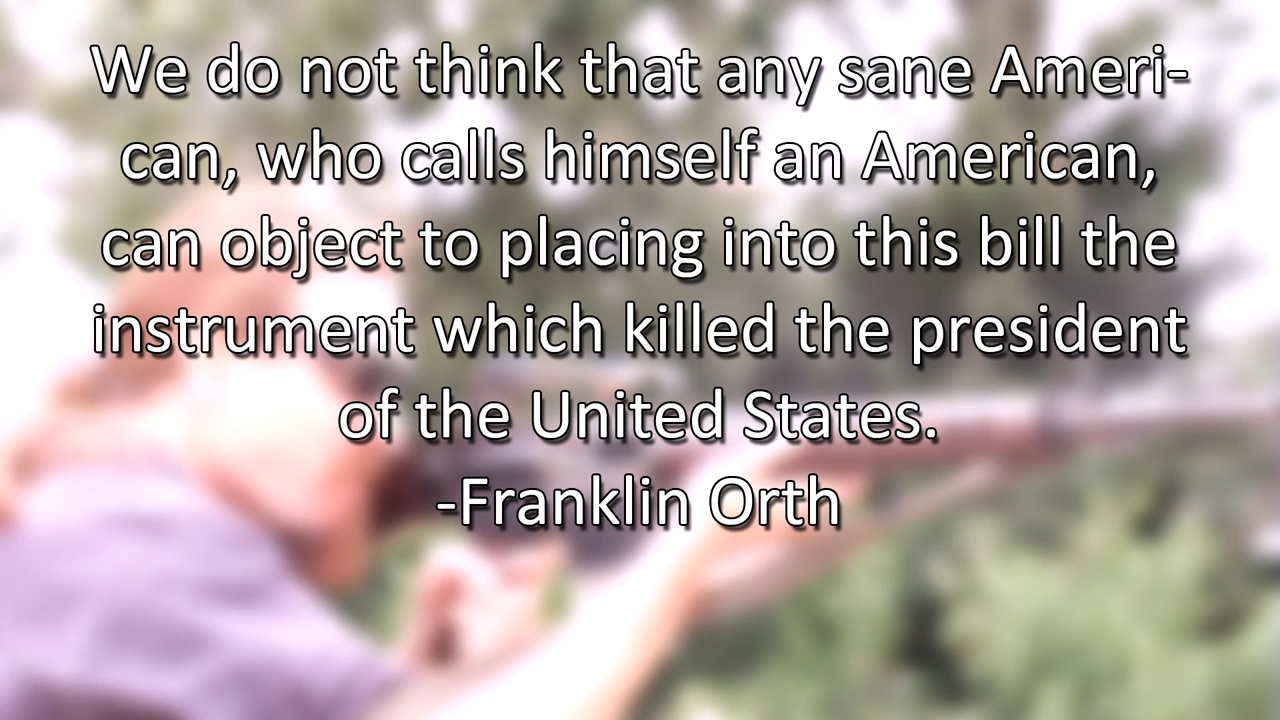 We do not think that any sane Ameri-
can, who calls himself an American,
can object to placing into this bill the
instrument which killed the president
of the United States.
-Franklin Orth